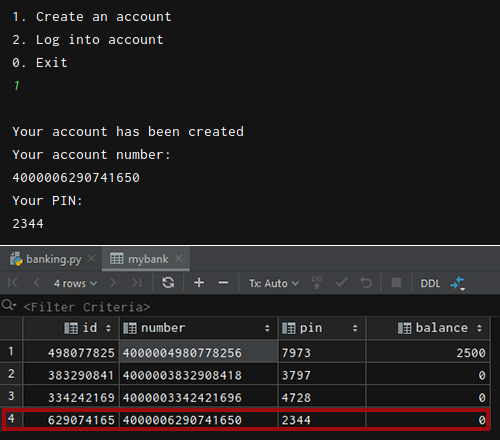 1. Create an account
2. Log into account
0. Exit
1
Your account has been created
Your account number:
4000006290741650
Your PIN:
2344
banking.py mybank
4 rows Tx: Auto DB DDL
<Filter Criteria>
id number pin balance
1 498077825 4000004980778256 7973 2500
2 383290841 4000003832908418 3797 0
3 334242169 4000003342421696 4728 0
4 629074165 4000006290741650 2344 0